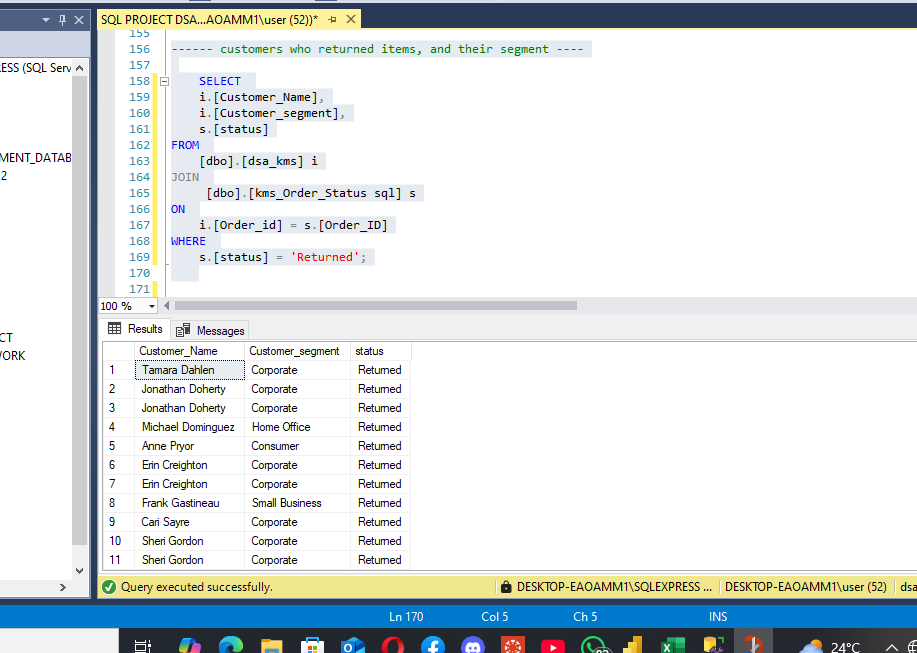 SQL PROJECT DSA...AOAMM1\user (52))*
ESS (SQL Serv
MENT_DATAB
2
CT
WORK
155
156 ------ customers who returned items, and their segment ----
157
158 SELECT
159 i.[Customer_Name],
160 i.[Customer_segment],
161 s.[status]
162 FROM
163 [dbo].[dsa_kms] i
164 JOIN
165 [dbo].[kms_Order_Status sql] s
166 ON
167 i.[Order_id] = s.[Order_ID]
168 WHERE
169 s.[status] = 'Returned';
170
171
100 %
Results Messages
Customer_Name Customer_segment status
1 Tamara Dahlen Corporate Returned
2 Jonathan Doherty Corporate Returned
3 Jonathan Doherty Corporate Returned
4 Michael Dominguez Home Office Returned
5 Anne Pryor Consumer Returned
6 Erin Creighton Corporate Returned
7 Erin Creighton Corporate Returned
8 Frank Gastineau Small Business Returned
9 Cari Sayre Corporate Returned
10 Sheri Gordon Corporate Returned
11 Sheri Gordon Corporate Returned
Query executed successfully. DESKTOP-EAOAMM1\SQLEXPRESS ... DESKTOP-EAOAMM1\user (52) dsa
Ln 170 Col 5 Ch 5 INS
24°C